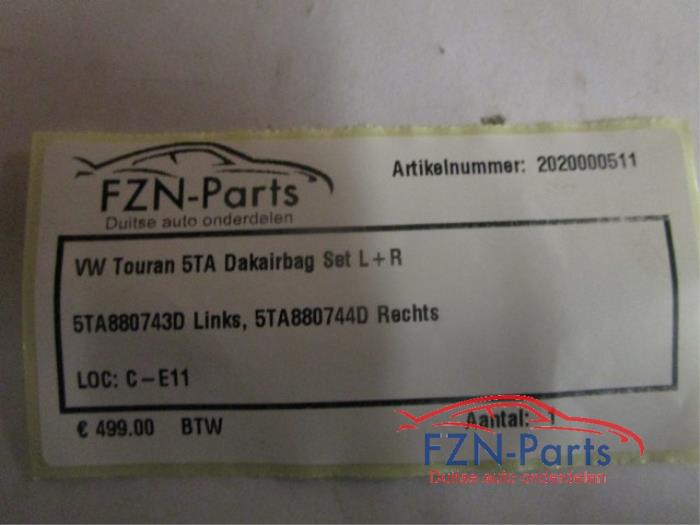 FZN-Parts
Duitse auto onderdelen
Artikelnummer: 2020000511
VW Touran 5TA Dakairbag Set L+R
5TA880743D Links, 5TA880744D Rechts
LOC: C-E11
€ 499.00 BTW
Aantal: 1
FZN-Parts
Duitse auto onderdelen